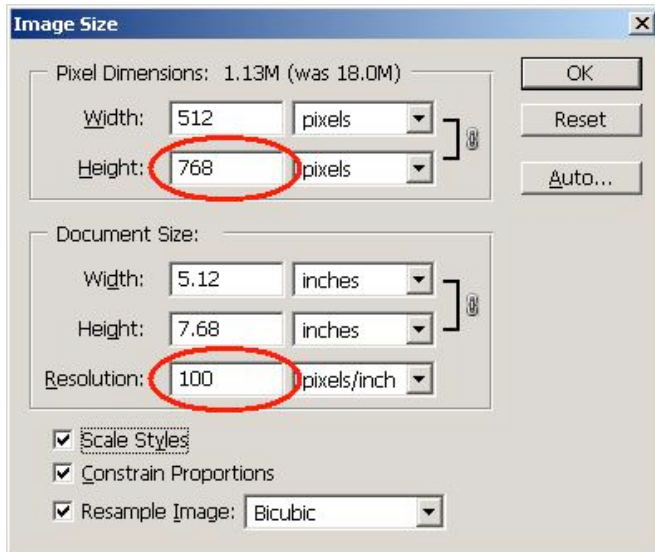 Image Size
Pixel Dimensions: 1.13M (was 18.0M)
OK
Width: 512 pixels
Reset
Height: 768 pixels
Auto...
Document Size:
Width: 5.12 inches
Height: 7.68 inches
Resolution: 100 pixels/inch
Scale Styles
Constrain Proportions
Resample Image: Bicubic